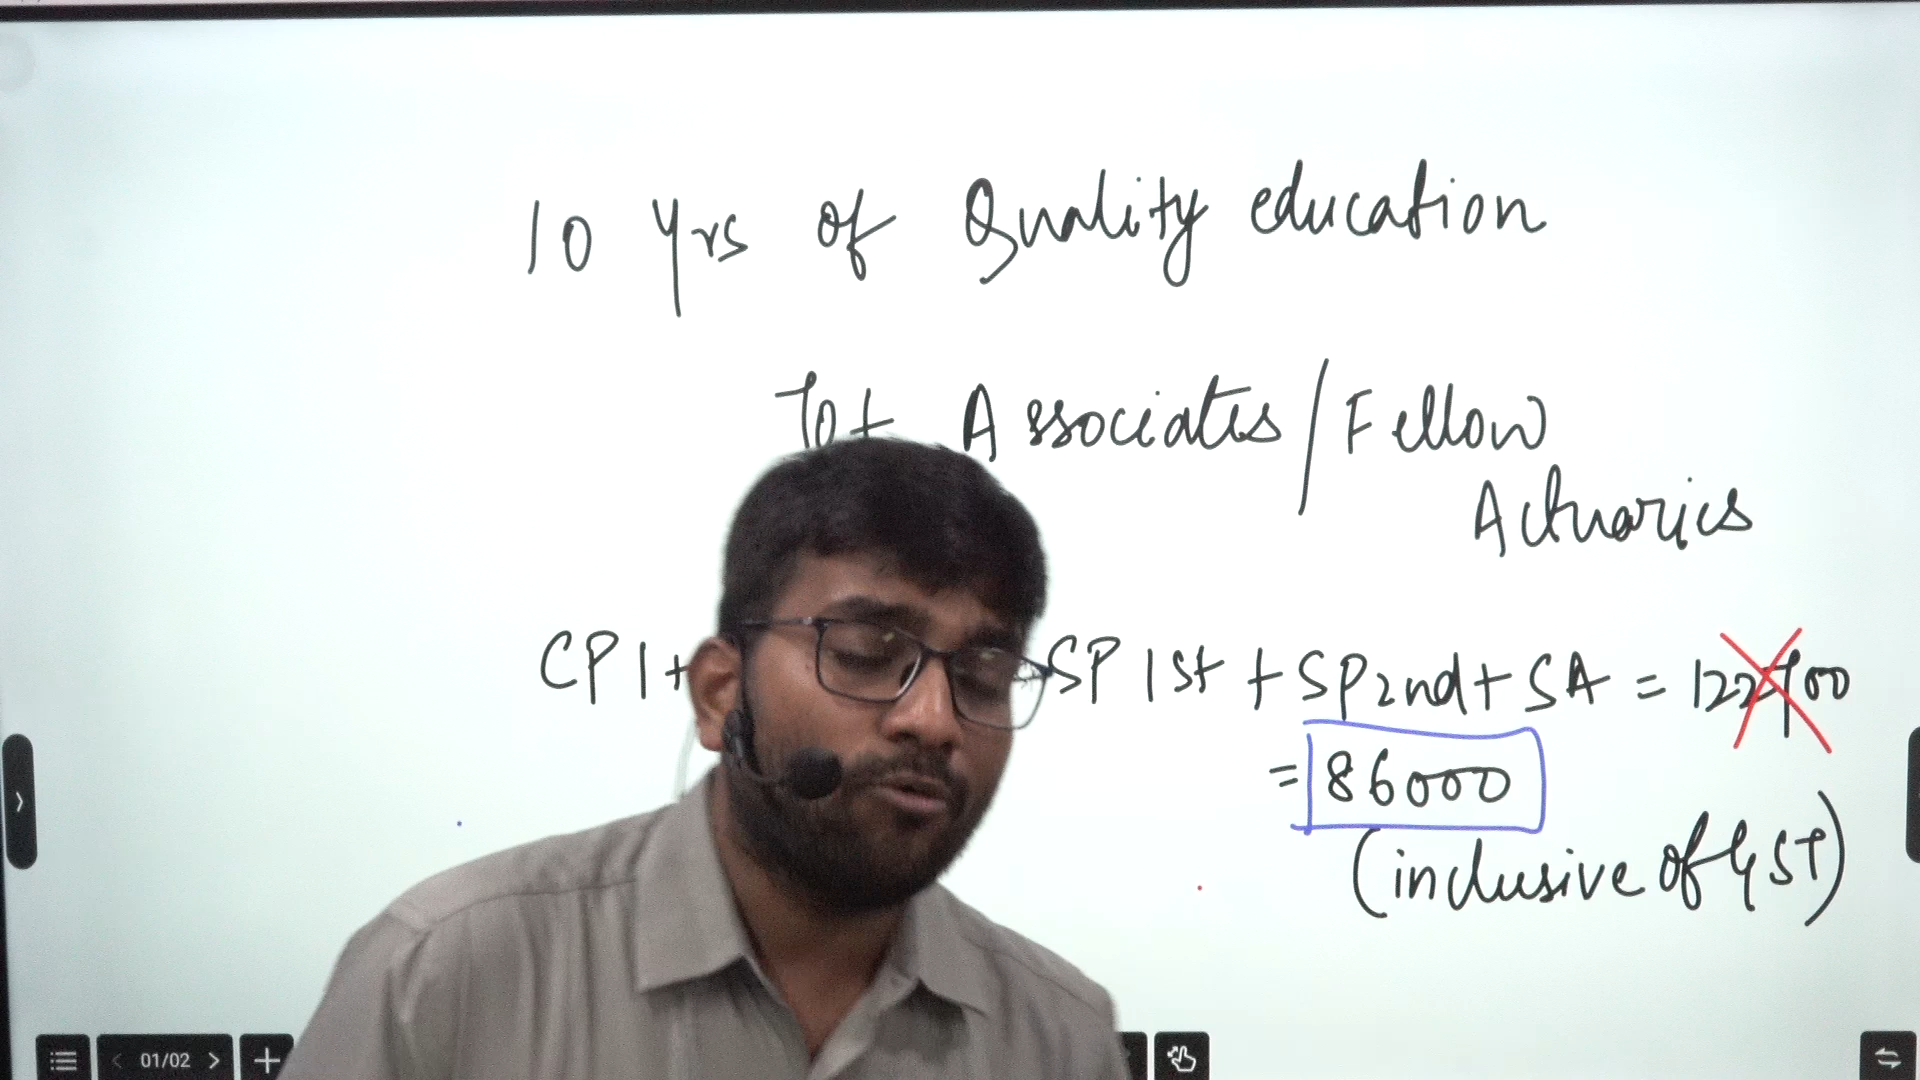 10 Yrs of Quality education
70+ Associates / Fellow
Actuaries
CP1+ SP 1st + SP2nd + SA =
= 86000
(inclusive of GST)
01/02